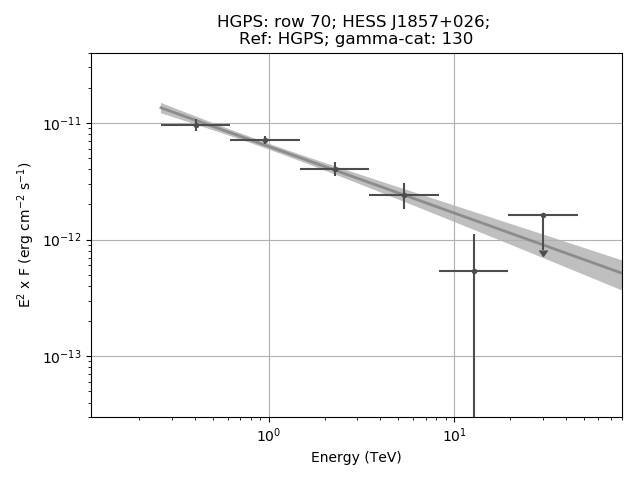 HGPS: row 70; HESS J1857+026;
Ref: HGPS; gamma-cat: 130
E² x F (erg cm⁻² s⁻¹)
10⁻¹¹
10⁻¹²
10⁻¹³
10⁰ 10¹
Energy (TeV)